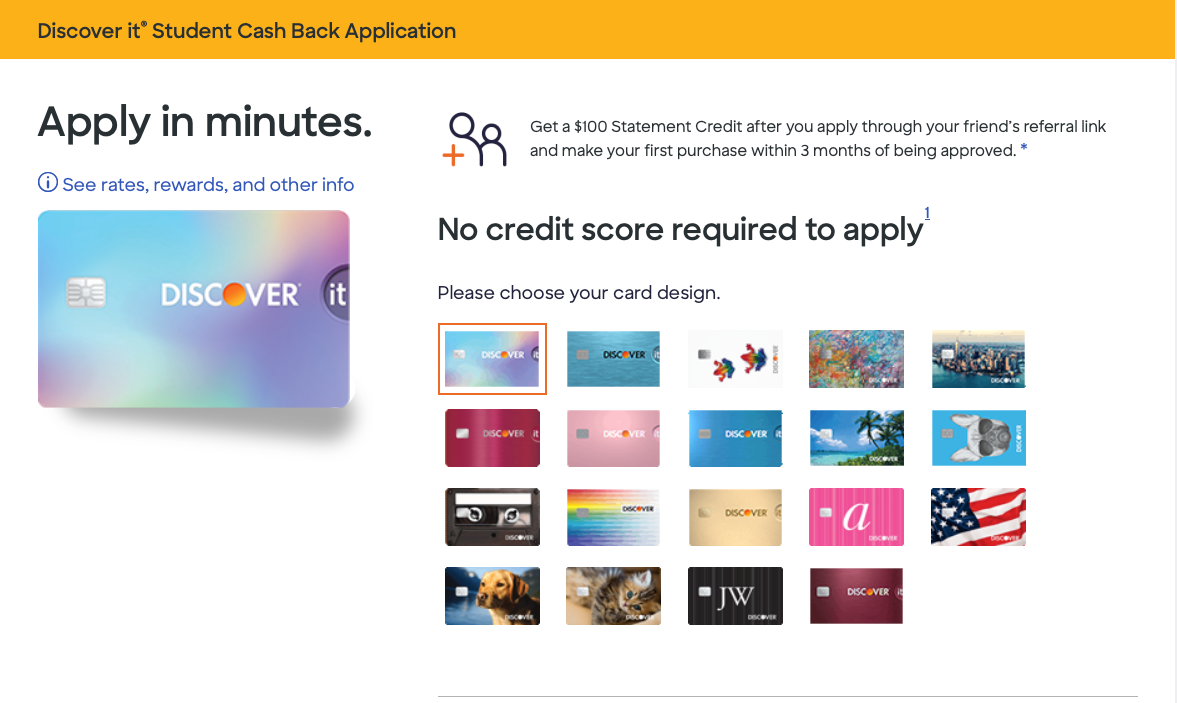 Discover it® Student Cash Back Application
Apply in minutes.
See rates, rewards, and other info
DISCOVER it
Get a $100 Statement Credit after you apply through your friend's referral link
and make your first purchase within 3 months of being approved. *
No credit score required to apply1
Please choose your card design.
DISCOVER it
DISCOVER it
DISCOVER
DISCOVER
DISCOVER
DISCOVER it
DISCOVER it
DISCOVER it
DISCOVER
DISCOVER
DISCOVER
DISCOVER
DISCOVER it
a
DISCOVER
DISCOVER
DISCOVER
DISCOVER
JW
DISCOVER
DISCOVER it